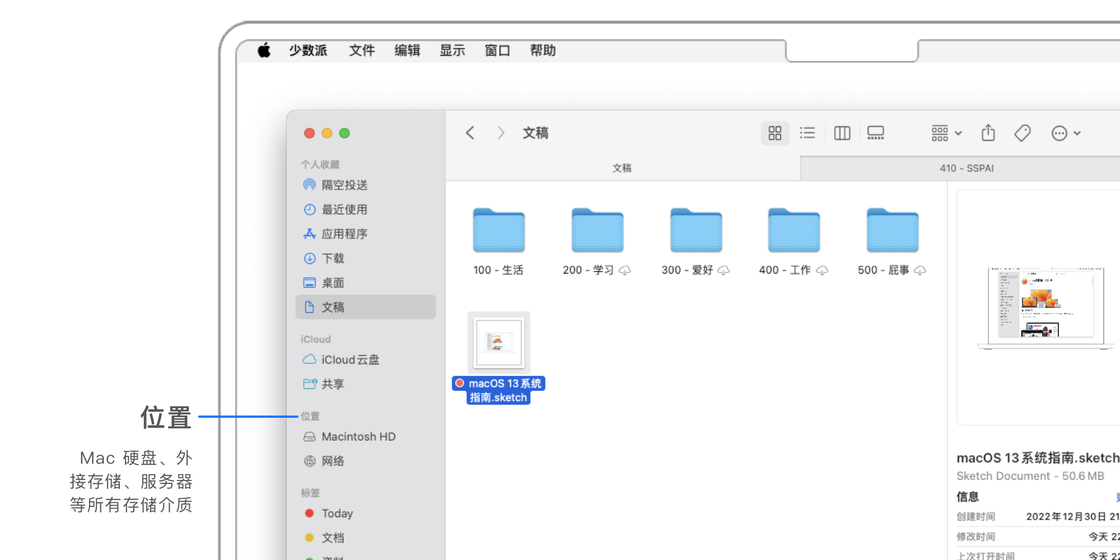 少数派 文件 编辑 显示 窗口 帮助
文稿
文稿
410 - SSPAI
个人收藏
隔空投送
最近使用
应用程序
下载
桌面
文稿
iCloud
iCloud云盘
共享
位置
Macintosh HD
网络
标签
Today
文档
100 - 生活
200 - 学习
300 - 爱好
400 - 工作
500 - 屁事
macOS 13系统
指南.sketch
macOS 13系统指南.sketch
Sketch Document - 50.6 MB
信息
创建时间 2022年12月30日 21
修改时间 今天 22
上次打开时间 今天 22
位置
Mac 硬盘、外
接存储、服务器
等所有存储介质